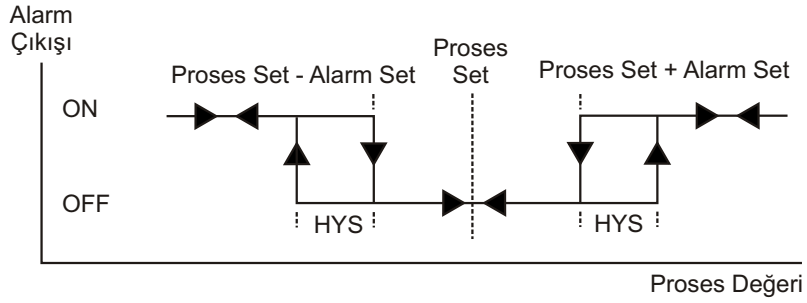 Alarm
Çıkışı
Proses
Set
Proses Set - Alarm Set
Proses Set + Alarm Set
ON
OFF
HYS
HYS
Proses Değeri